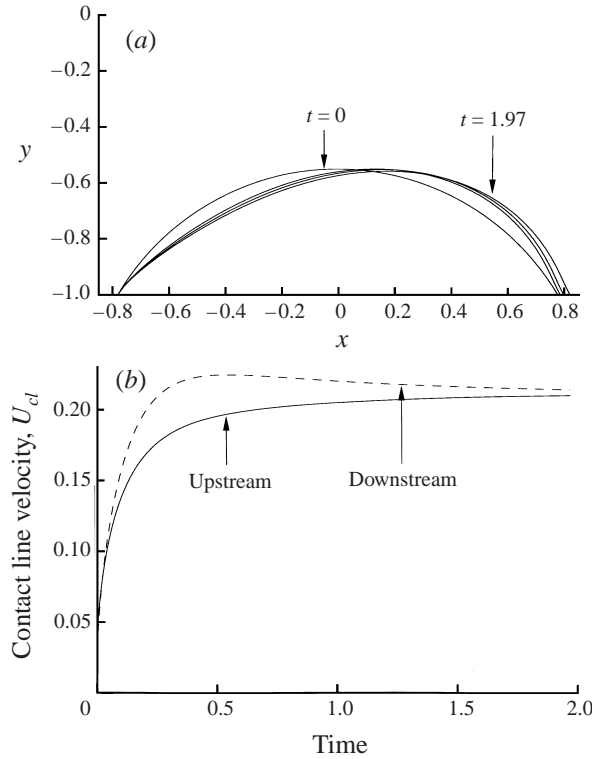 (a)
0
–0.2
–0.4
–0.6
–0.8
–1.0
y
t = 0
t = 1.97
–0.8 –0.6 –0.4 –0.2 0 0.2 0.4 0.6 0.8
x
(b)
0.20
0.15
0.10
0.05
Contact line velocity, U_cl
Upstream
Downstream
0 0.5 1.0 1.5 2.0
Time